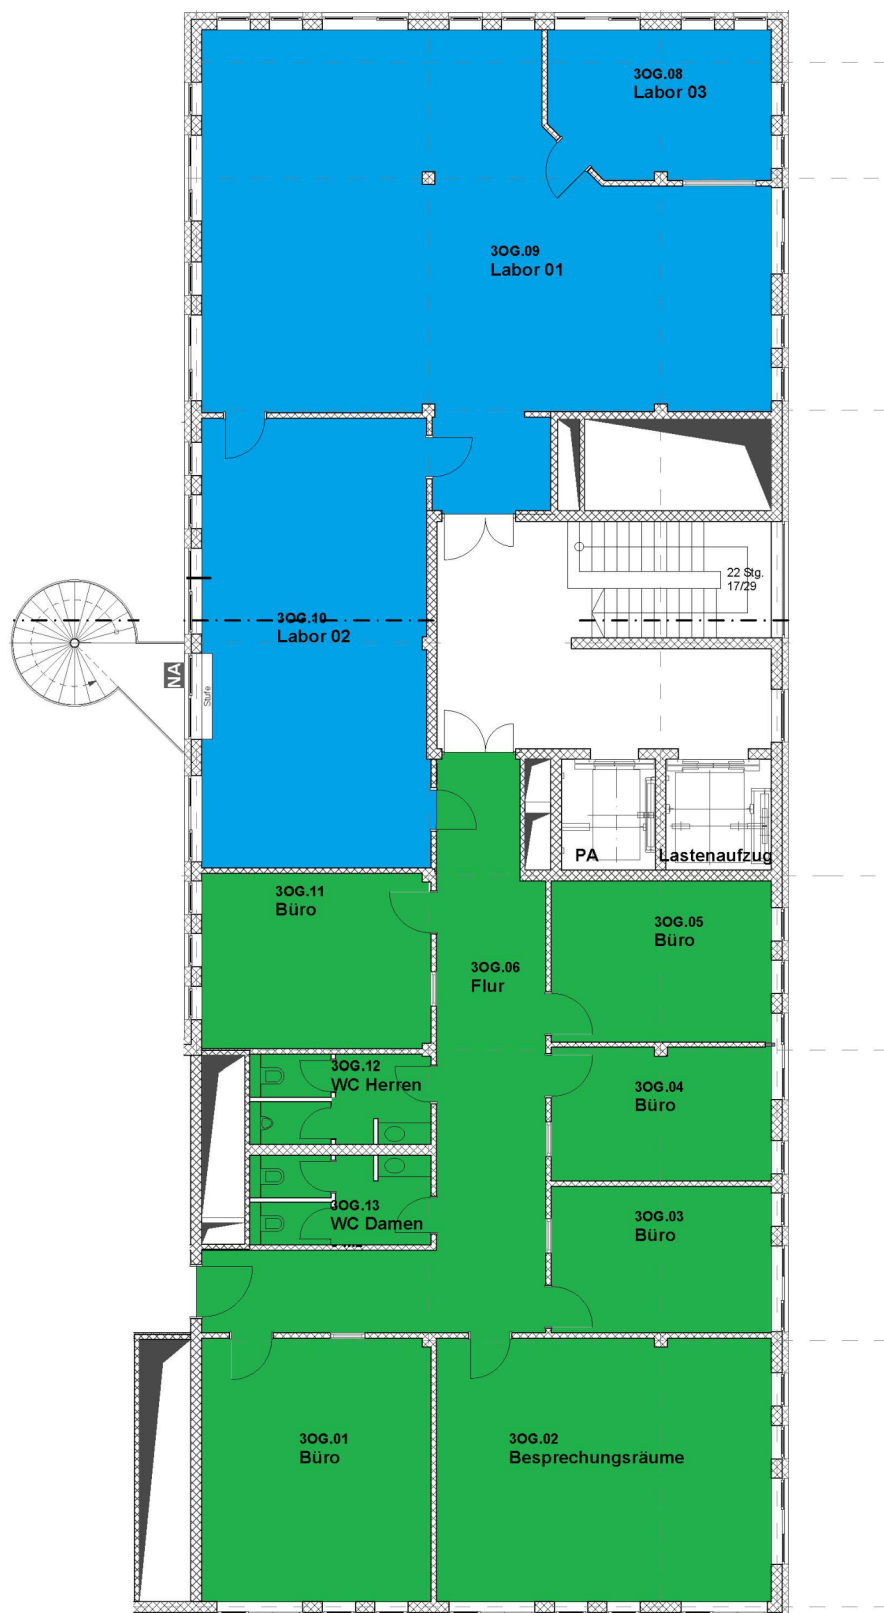 3OG.08
Labor 03
3OG.09
Labor 01
22 Stg.
17/29
3OG.10
Labor 02
NA
Stufe
PA
Lastenaufzug
3OG.11
Büro
3OG.05
Büro
3OG.06
Flur
3OG.12
WC Herren
3OG.04
Büro
3OG.13
WC Damen
3OG.03
Büro
3OG.01
Büro
3OG.02
Besprechungsräume